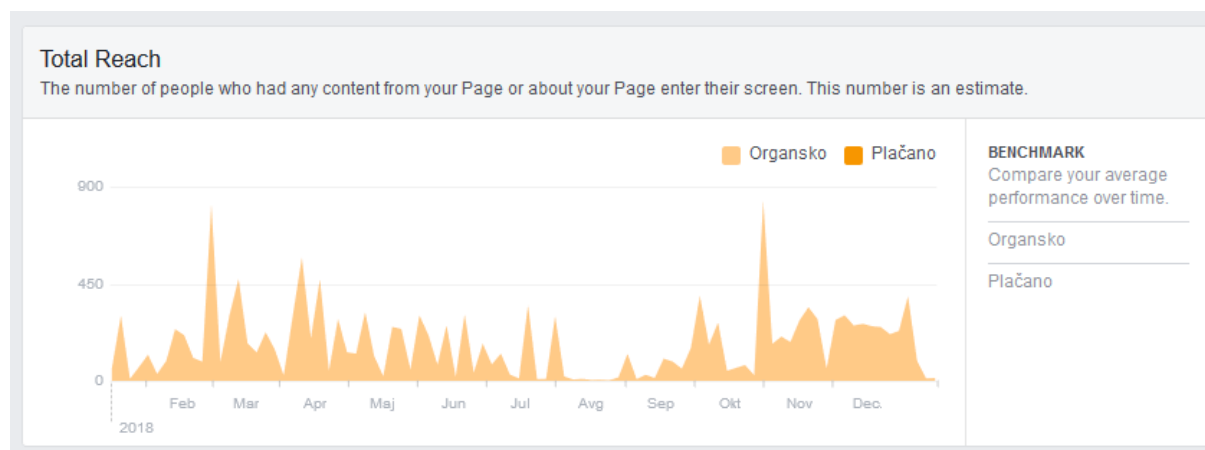 Total Reach
The number of people who had any content from your Page or about your Page enter their screen. This number is an estimate.
Organsko Plačano
900
450
0
Feb Mar Apr Maj Jun Jul Avg Sep Okt Nov Dec.
2018
BENCHMARK
Compare your average
performance over time.
Organsko
Plačano